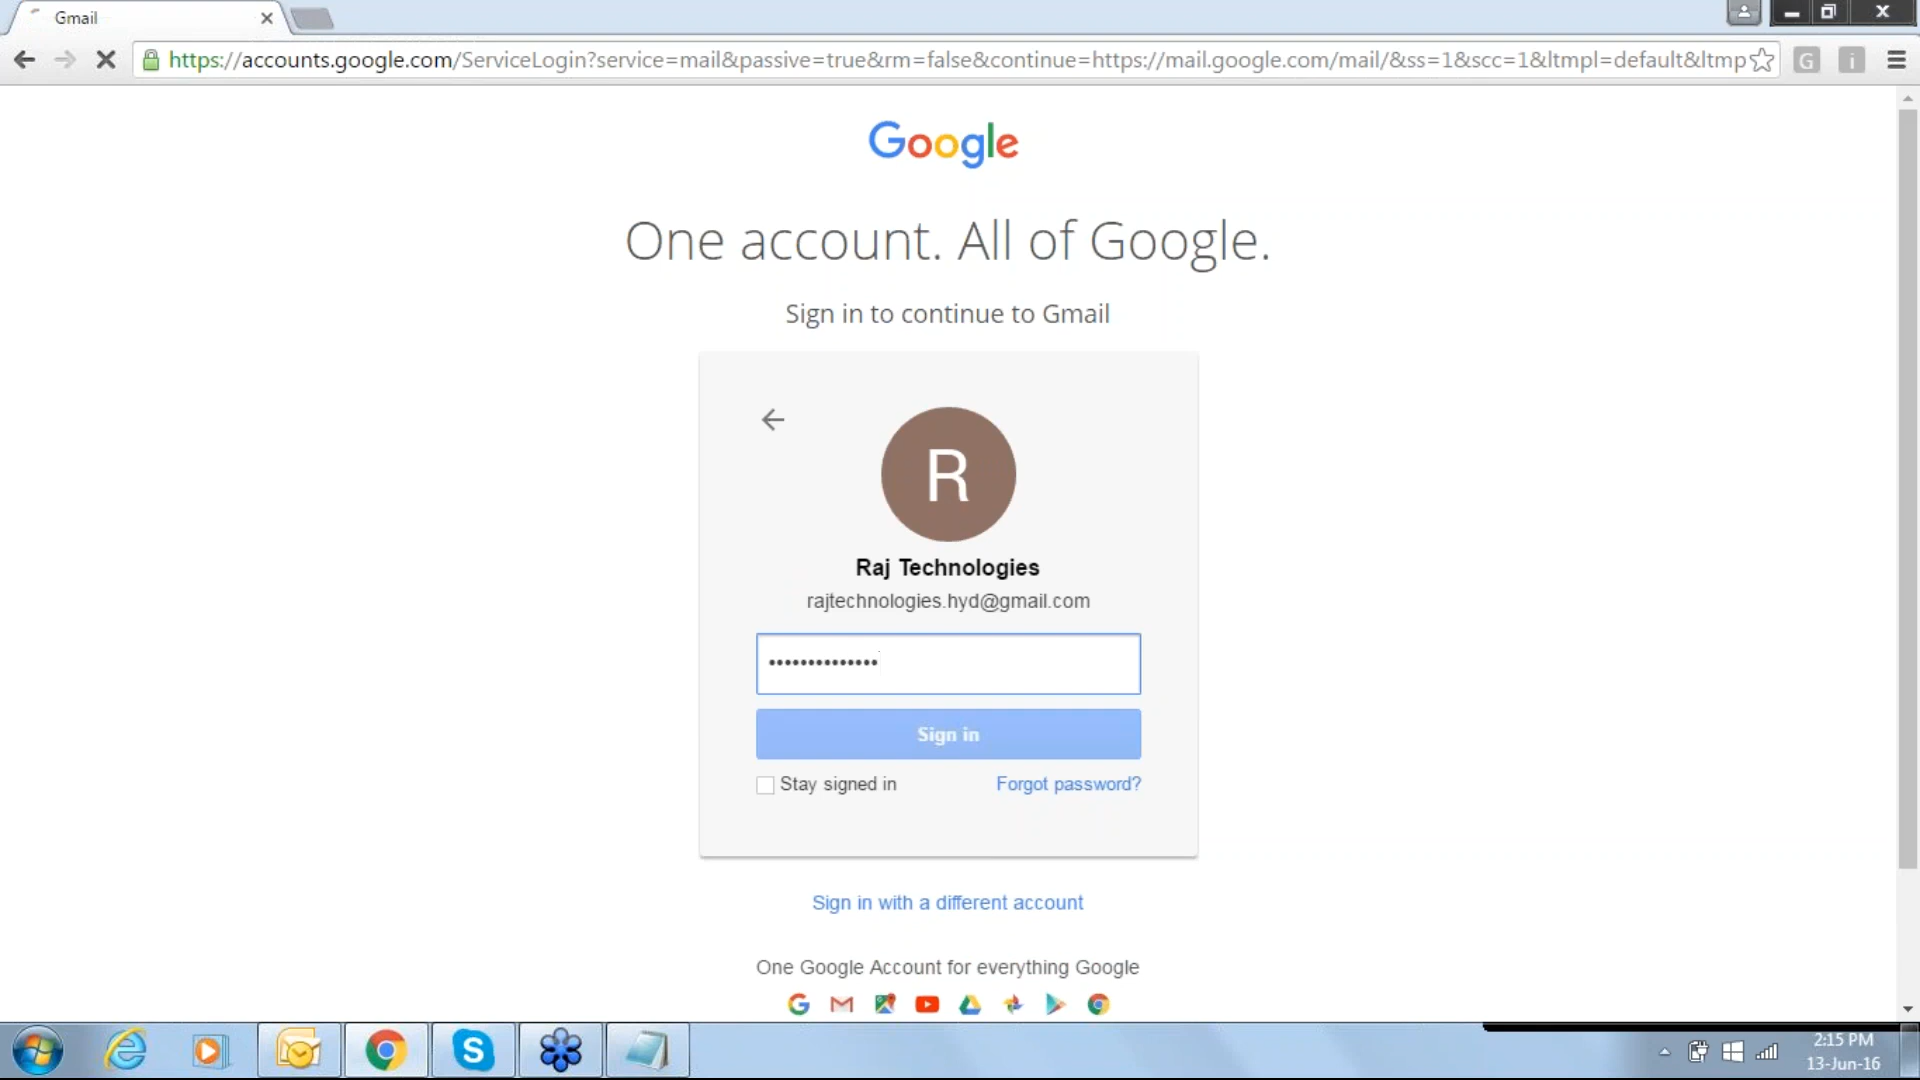 Gmail
https://accounts.google.com/ServiceLogin?service=mail&passive=true&rm=false&continue=https://mail.google.com/mail/&ss=1&scc=1&ltmpl=default&ltmp
Google
One account. All of Google.
Sign in to continue to Gmail
R
Raj Technologies
rajtechnologies.hyd@gmail.com
••••••••••••••
Sign in
Stay signed in Forgot password?
Sign in with a different account
One Google Account for everything Google
2:15 PM
13-Jun-16